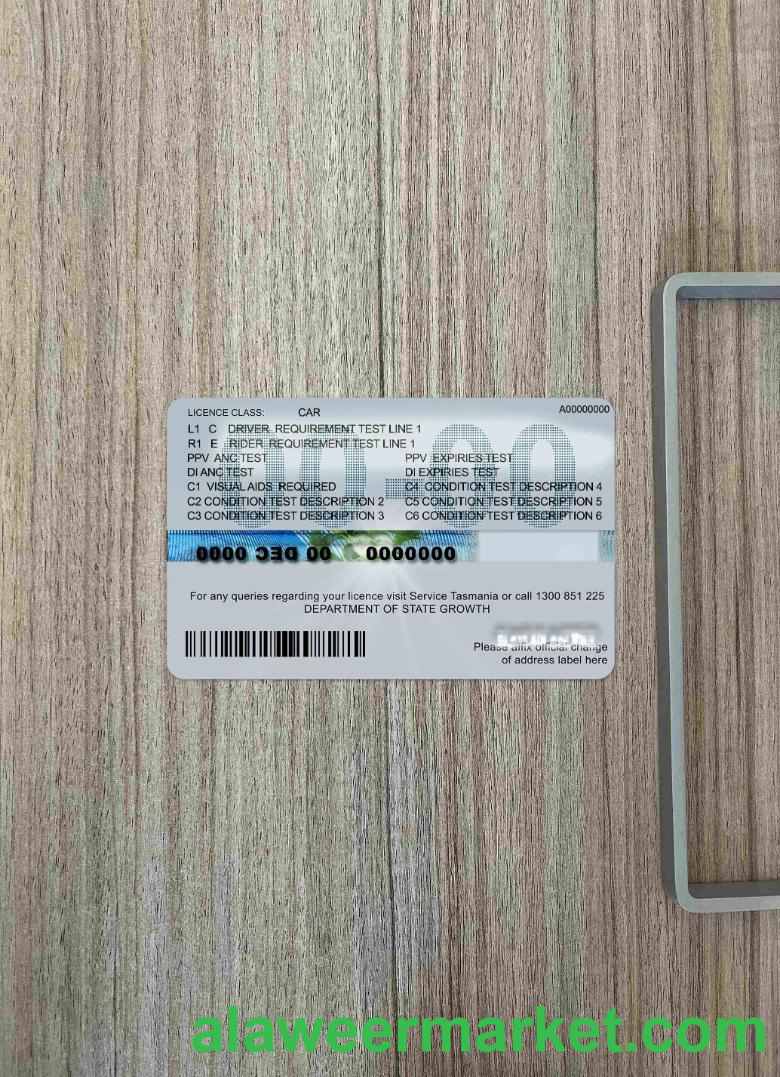 LICENCE CLASS: CAR A00000000
L1 C DRIVER REQUIREMENT TEST LINE 1
R1 E RIDER REQUIREMENT TEST LINE 1
PPV ANC TEST PPV EXPIRIES TEST
DI ANC TEST DI EXPIRIES TEST
C1 VISUAL AIDS REQUIRED C4 CONDITION TEST DESCRIPTION 4
C2 CONDITION TEST DESCRIPTION 2 C5 CONDITION TEST DESCRIPTION 5
C3 CONDITION TEST DESCRIPTION 3 C6 CONDITION TEST DESCRIPTION 6
00-00
00 DEC 0000 0000000
For any queries regarding your licence visit Service Tasmania or call 1300 851 225
DEPARTMENT OF STATE GROWTH
Please affix official change
of address label here
alaweermarket.com